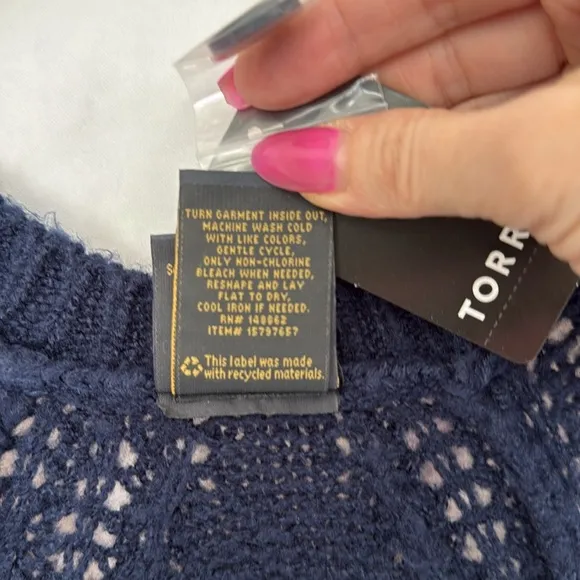 TURN GARMENT INSIDE OUT,
MACHINE WASH COLD
WITH LIKE COLORS,
GENTLE CYCLE,
ONLY NON-CHLORINE
BLEACH WHEN NEEDED,
RESHAPE AND LAY
FLAT TO DRY,
COOL IRON IF NEEDED.
RN# 148662
ITEM# 15797657
This label was made
with recycled materials.
S
TORR